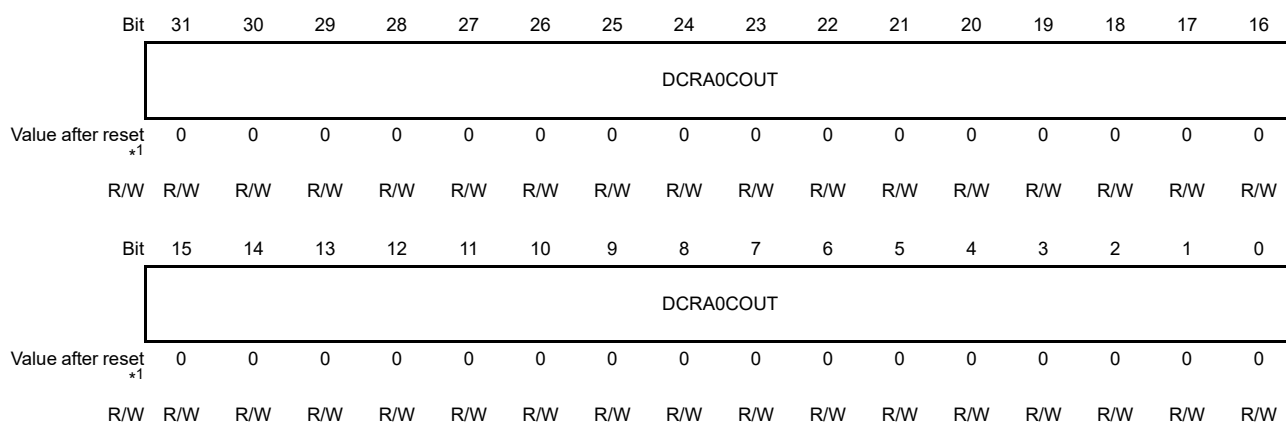 Bit 31 30 29 28 27 26 25 24 23 22 21 20 19 18 17 16
DCRA0COUT
Value after reset 0 0 0 0 0 0 0 0 0 0 0 0 0 0 0 0
*1
R/W R/W R/W R/W R/W R/W R/W R/W R/W R/W R/W R/W R/W R/W R/W R/W R/W
Bit 15 14 13 12 11 10 9 8 7 6 5 4 3 2 1 0
DCRA0COUT
Value after reset 0 0 0 0 0 0 0 0 0 0 0 0 0 0 0 0
*1
R/W R/W R/W R/W R/W R/W R/W R/W R/W R/W R/W R/W R/W R/W R/W R/W R/W